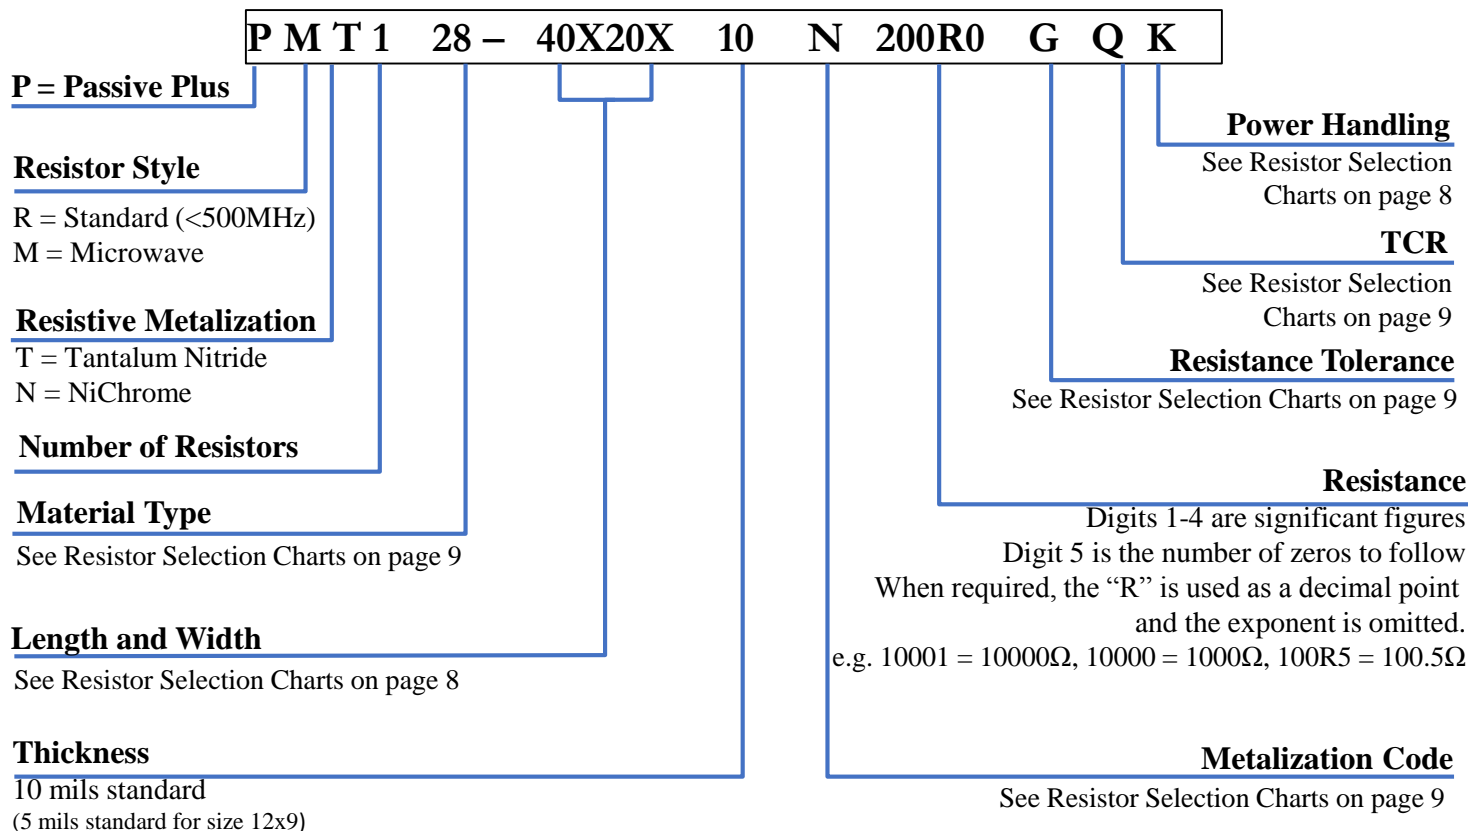 P M T 1 28 – 40X20X 10 N 200R0 G Q K
P = Passive Plus
Resistor Style
R = Standard (<500MHz)
M = Microwave
Resistive Metalization
T = Tantalum Nitride
N = NiChrome
Number of Resistors
Material Type
See Resistor Selection Charts on page 9
Length and Width
See Resistor Selection Charts on page 8
Thickness
10 mils standard
(5 mils standard for size 12x9)
Power Handling
See Resistor Selection
Charts on page 8
TCR
See Resistor Selection
Charts on page 9
Resistance Tolerance
See Resistor Selection Charts on page 9
Resistance
Digits 1-4 are significant figures
Digit 5 is the number of zeros to follow
When required, the “R” is used as a decimal point
and the exponent is omitted.
e.g. 10001 = 10000Ω, 10000 = 1000Ω, 100R5 = 100.5Ω
Metalization Code
See Resistor Selection Charts on page 9